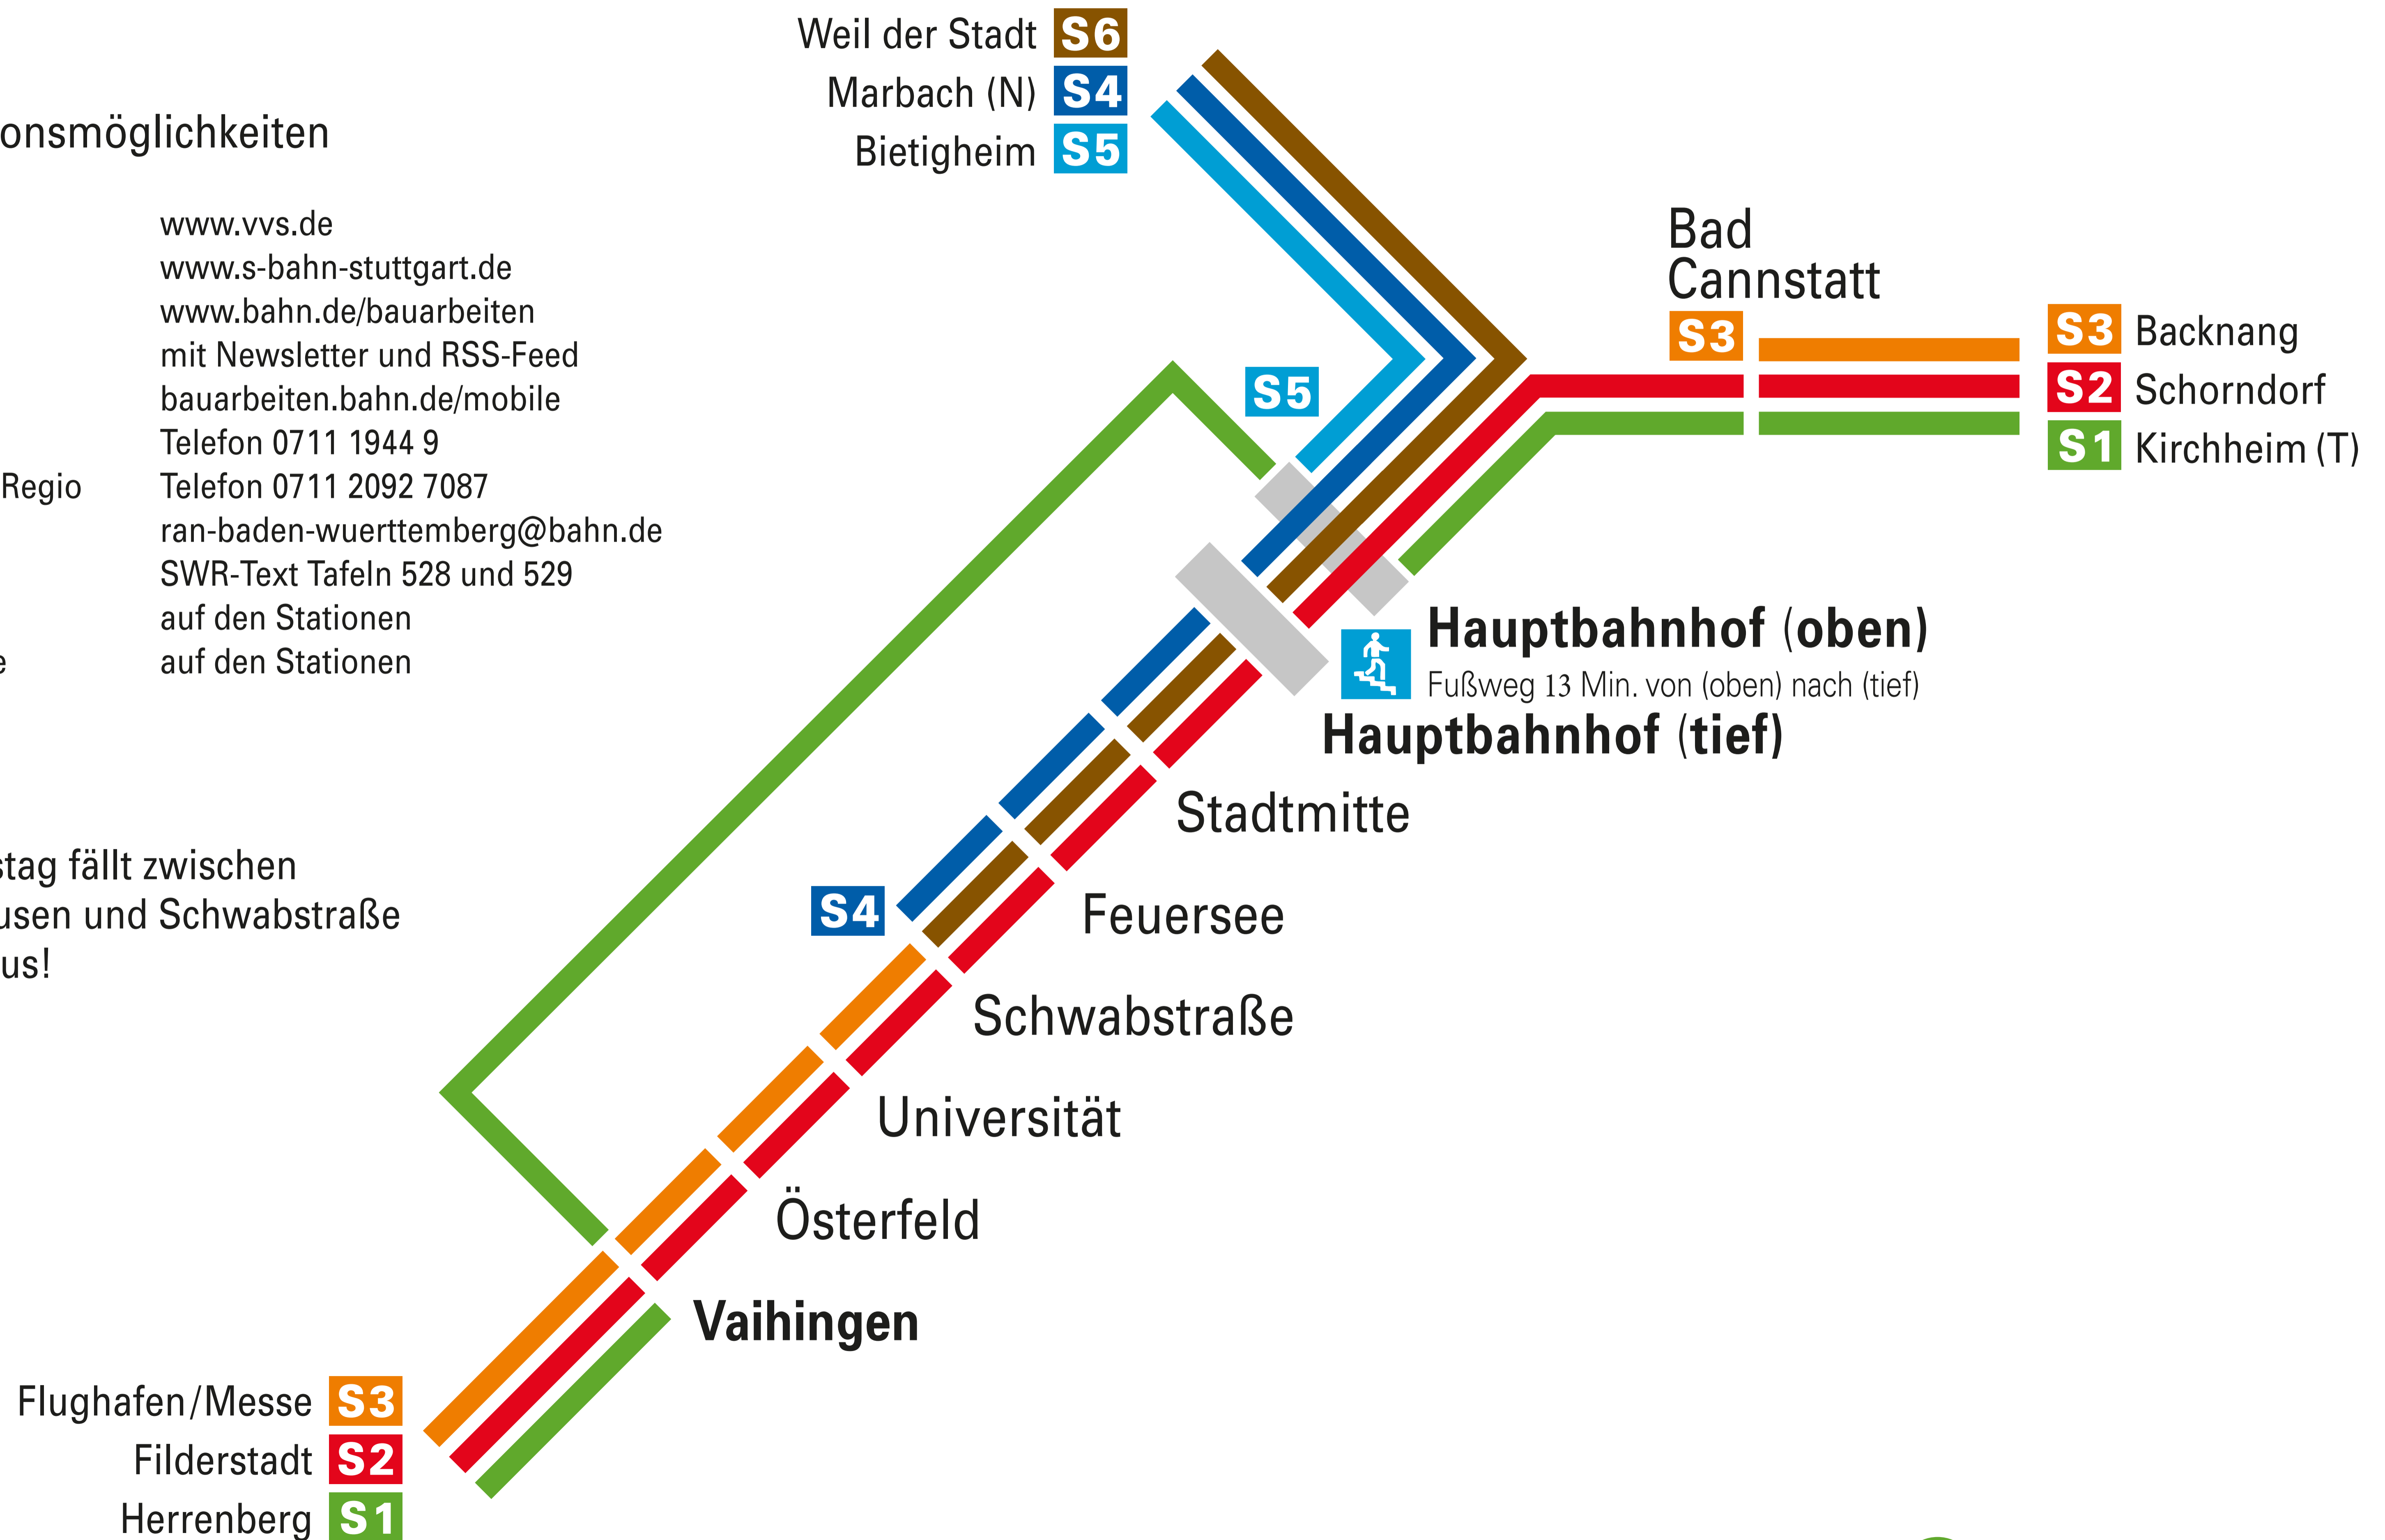 Weil der Stadt S6
Marbach (N) S4
Bietigheim S5
onsmöglichkeiten
www.vvs.de
www.s-bahn-stuttgart.de
www.bahn.de/bauarbeiten
mit Newsletter und RSS-Feed
bauarbeiten.bahn.de/mobile
Telefon 0711 1944 9
Regio Telefon 0711 2092 7087
ran-baden-wuerttemberg@bahn.de
SWR-Text Tafeln 528 und 529
auf den Stationen
e auf den Stationen
stag fällt zwischen
usen und Schwabstraße
us!
Bad
Cannstatt
S3
S3 Backnang
S2 Schorndorf
S1 Kirchheim (T)
S5
Hauptbahnhof (oben)
Fußweg 13 Min. von (oben) nach (tief)
Hauptbahnhof (tief)
Stadtmitte
Feuersee
S4
Schwabstraße
Universität
Österfeld
Vaihingen
Flughafen/Messe S3
Filderstadt S2
Herrenberg S1